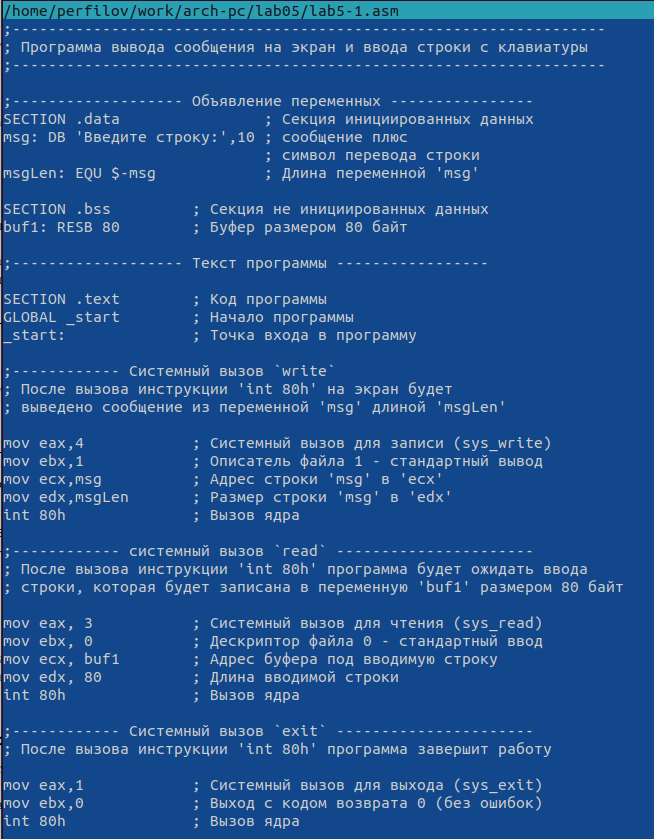 /home/perfilov/work/arch-pc/lab05/lab5-1.asm
;------------------------------------------------------------------
; Программа вывода сообщения на экран и ввода строки с клавиатуры
;------------------------------------------------------------------
;------------------- Объявление переменных ----------------
SECTION .data                ; Секция инициированных данных
msg: DB 'Введите строку:',10 ; сообщение плюс
                             ; символ перевода строки
msgLen: EQU $-msg            ; Длина переменной 'msg'
SECTION .bss         ; Секция не инициированных данных
buf1: RESB 80        ; Буфер размером 80 байт
;------------------- Текст программы -----------------
SECTION .text        ; Код программы
GLOBAL _start        ; Начало программы
_start:              ; Точка входа в программу
;------------ Системный вызов `write`
; После вызова инструкции 'int 80h' на экран будет
; выведено сообщение из переменной 'msg' длиной 'msgLen'
mov eax,4            ; Системный вызов для записи (sys_write)
mov ebx,1            ; Описатель файла 1 - стандартный вывод
mov ecx,msg          ; Адрес строки 'msg' в 'ecx'
mov edx,msgLen       ; Размер строки 'msg' в 'edx'
int 80h              ; Вызов ядра
;------------ системный вызов `read` ----------------------
; После вызова инструкции 'int 80h' программа будет ожидать ввода
; строки, которая будет записана в переменную 'buf1' размером 80 байт
mov eax, 3           ; Системный вызов для чтения (sys_read)
mov ebx, 0           ; Дескриптор файла 0 - стандартный ввод
mov ecx, buf1        ; Адрес буфера под вводимую строку
mov edx, 80          ; Длина вводимой строки
int 80h              ; Вызов ядра
;------------ Системный вызов `exit` ----------------------
; После вызова инструкции 'int 80h' программа завершит работу
mov eax,1            ; Системный вызов для выхода (sys_exit)
mov ebx,0            ; Выход с кодом возврата 0 (без ошибок)
int 80h              ; Вызов ядра